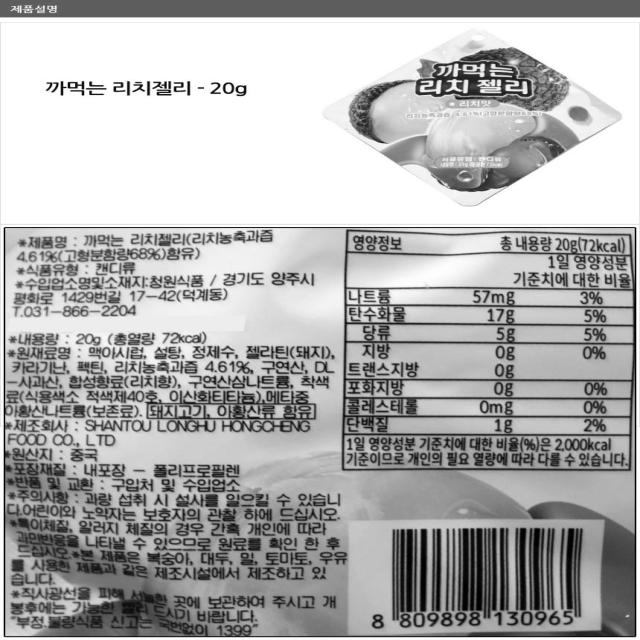 제품설명
까먹는 리치젤리 - 20g
까먹는
리치 젤리
리치맛
*제품명 : 까먹는 리치젤리(리치농축과즙
4.61%(고형분함량68%)함유)
*식품유형 : 캔디류
*수입업소명및소재지:청원식품 / 경기도 양주시
평화로 1429번길 17-42(덕계동)
T.031-866-2204
*내용량 : 20g (총열량 72kcal)
*원재료명 : 맥아시럽, 설탕, 정제수, 젤라틴(돼지),
카라기난, 펙틴, 리치농축과즙 4.61%, 구연산, DL
-사과산, 합성향료(리치향), 구연산삼나트륨, 착색
료(식용색소 적색제40호, 이산화티타늄),메타중
아황산나트륨(보존료). 돼지고기, 아황산류 함유
*제조회사 : SHANTOU LONGHU HONGCHENG
FOOD CO., LTD
*원산지 : 중국
*포장재질 : 내포장 - 폴리프로필렌
*반품 및 교환 : 구입처 및 수입업소
*주의사항 : 과량 섭취 시 설사를 일으킬 수 있습니
다.어린이와 노약자는 보호자의 관찰 하에 드십시오.
*특이체질, 알러지 체질의 경우 간혹 개인에 따라
과민반응을 나타낼 수 있으므로 원료를 확인 한 후
드십시오.*본 제품은 복숭아, 대두, 밀, 토마토, 우유
를 사용한 제품과 같은 제조시설에서 제조하고 있
습니다.
*직사광선을 피해 서늘한 곳에 보관하여 주시고 개
봉후에는 가능한 빨리 드시기 바랍니다.
"부정.불량식품 신고는 국번없이 1399"
영양정보 총 내용량 20g(72kcal)
1일 영양성분
기준치에 대한 비율
나트륨 57mg 3%
탄수화물 17g 5%
당류 5g 5%
지방 0g 0%
트랜스지방 0g
포화지방 0g 0%
콜레스테롤 0mg 0%
단백질 1g 2%
1일 영양성분 기준치에 대한 비율(%)은 2,000kcal
기준이므로 개인의 필요 열량에 따라 다를 수 있습니다.
8 809898 130965